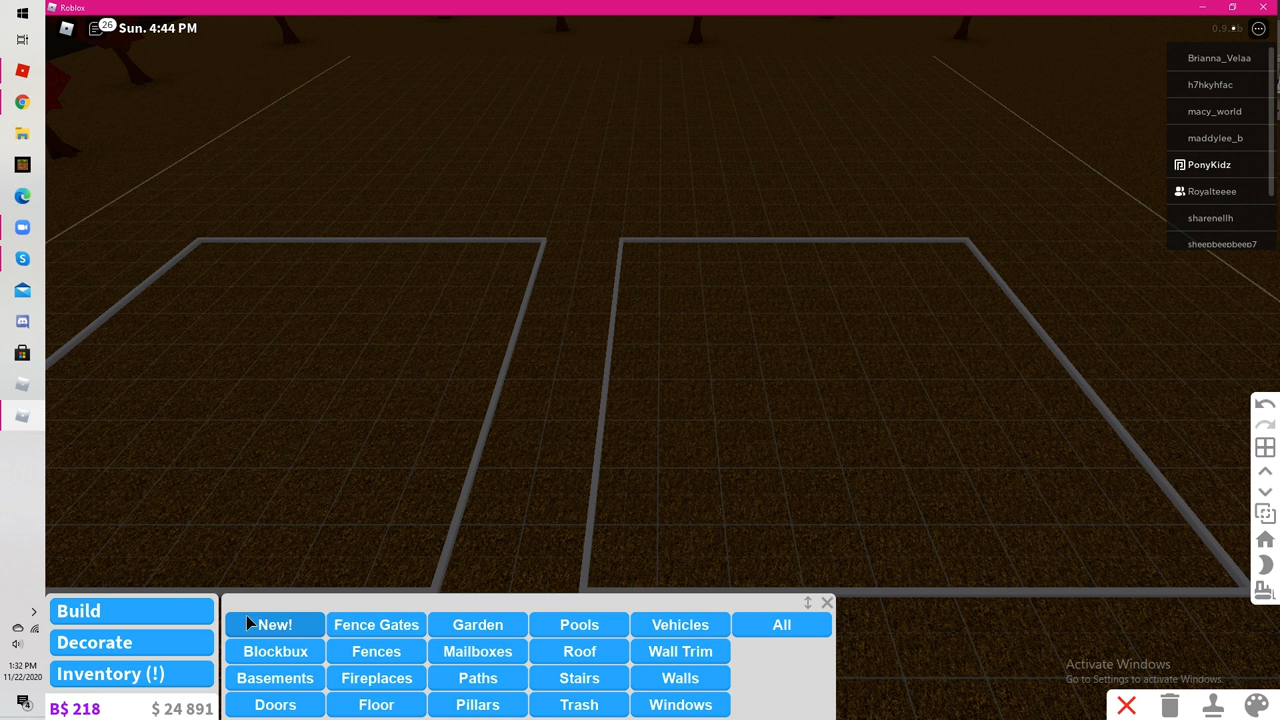 Roblox
26
Sun. 4:44 PM
Brianna_Velaa
h7hkyhfac
macy_world
maddylee_b
PonyKidz
Royalteeee
sharenellh
sheepbeepbeep7
Build
Decorate
Inventory (!)
B$ 218
$ 24 891
New!
Fence Gates
Garden
Pools
Vehicles
All
Blockbux
Fences
Mailboxes
Roof
Wall Trim
Basements
Fireplaces
Paths
Stairs
Walls
Doors
Floor
Pillars
Trash
Windows
Activate Windows
Go to Settings to activate Windows.
1:32 PM
11/22/2020
4